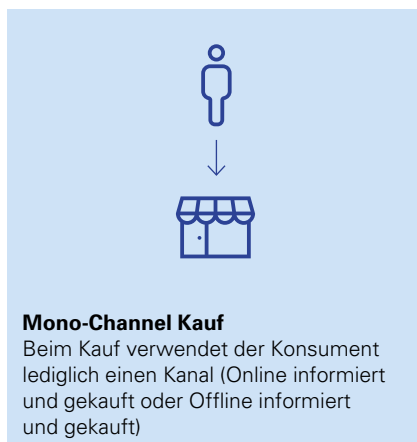 Mono-Channel Kauf
Beim Kauf verwendet der Konsument
lediglich einen Kanal (Online informiert
und gekauft oder Offline informiert
und gekauft)